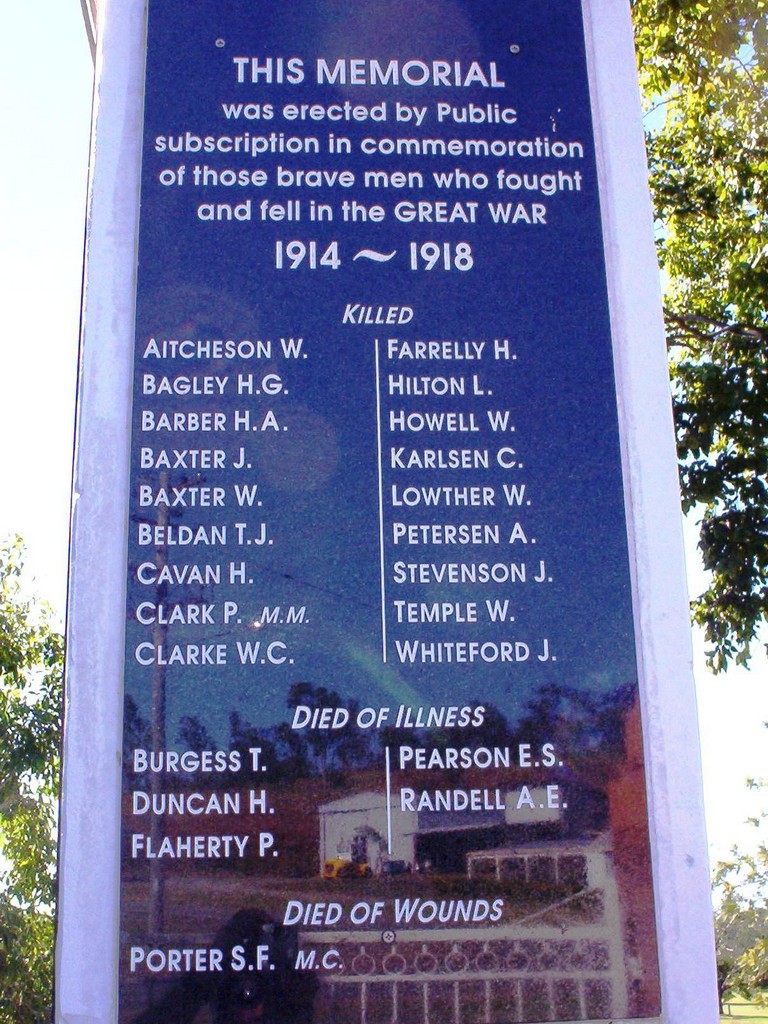 THIS MEMORIAL
was erected by Public
subscription in commemoration
of those brave men who fought
and fell in the GREAT WAR
1914 ~ 1918
KILLED
AITCHESON W.
BAGLEY H.G.
BARBER H.A.
BAXTER J.
BAXTER W.
BELDAN T.J.
CAVAN H.
CLARK P. M.M.
CLARKE W.C.
FARRELLY H.
HILTON L.
HOWELL W.
KARLSEN C.
LOWTHER W.
PETERSEN A.
STEVENSON J.
TEMPLE W.
WHITEFORD J.
DIED OF ILLNESS
BURGESS T.
DUNCAN H.
FLAHERTY P.
PEARSON E.S.
RANDELL A.E.
DIED OF WOUNDS
PORTER S.F. M.C.